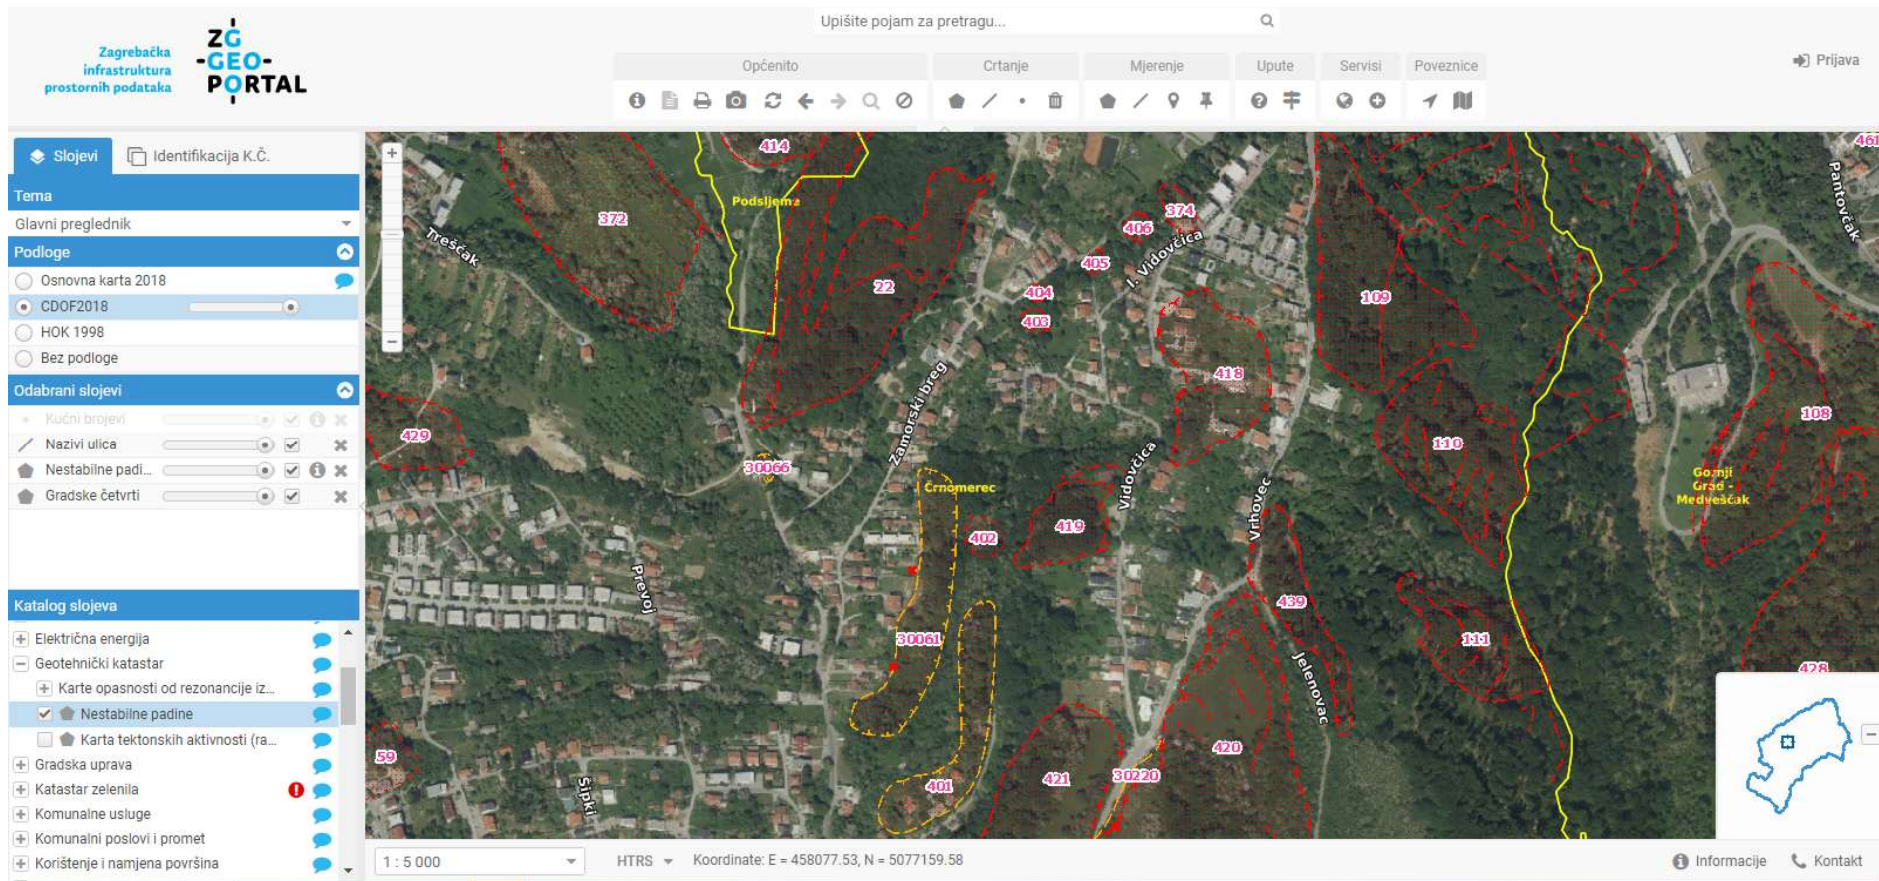 Zagrebačka
infrastruktura
prostornih podataka
ZG
-GEO-
PORTAL
Upišite pojam za pretragu...
Općenito
Crtanje
Mjerenje
Upute
Servisi
Poveznice
Prijava
Slojevi
Identifikacija K.Č.
Tema
Glavni preglednik
Podloge
Osnovna karta 2018
CDOF2018
HOK 1998
Bez podloge
Odabrani slojevi
Kućni brojevi
Nazivi ulica
Nestabilne padi...
Gradske četvrti
Katalog slojeva
Električna energija
Geotehnički katastar
Karte opasnosti od rezonancije iz...
Nestabilne padine
Karta tektonskih aktivnosti (ra...
Gradska uprava
Katastar zelenila
Komunalne usluge
Komunalni poslovi i promet
Korištenje i namjena površina
414
461
Podsljeme
Pantovčak
372
374
406
Treščak
I. Vidovčica
405
22
404
109
403
418
Zamorski breg
108
429
110
30066
Črnomerec
Vidovčica
Gornji
Grad -
Medveščak
Vrhovec
419
402
Prevoj
439
30061
111
428
Jelenovac
420
59
421
30220
401
Šipki
1 : 5 000
HTRS
Koordinate: E = 458077.53, N = 5077159.58
Informacije
Kontakt